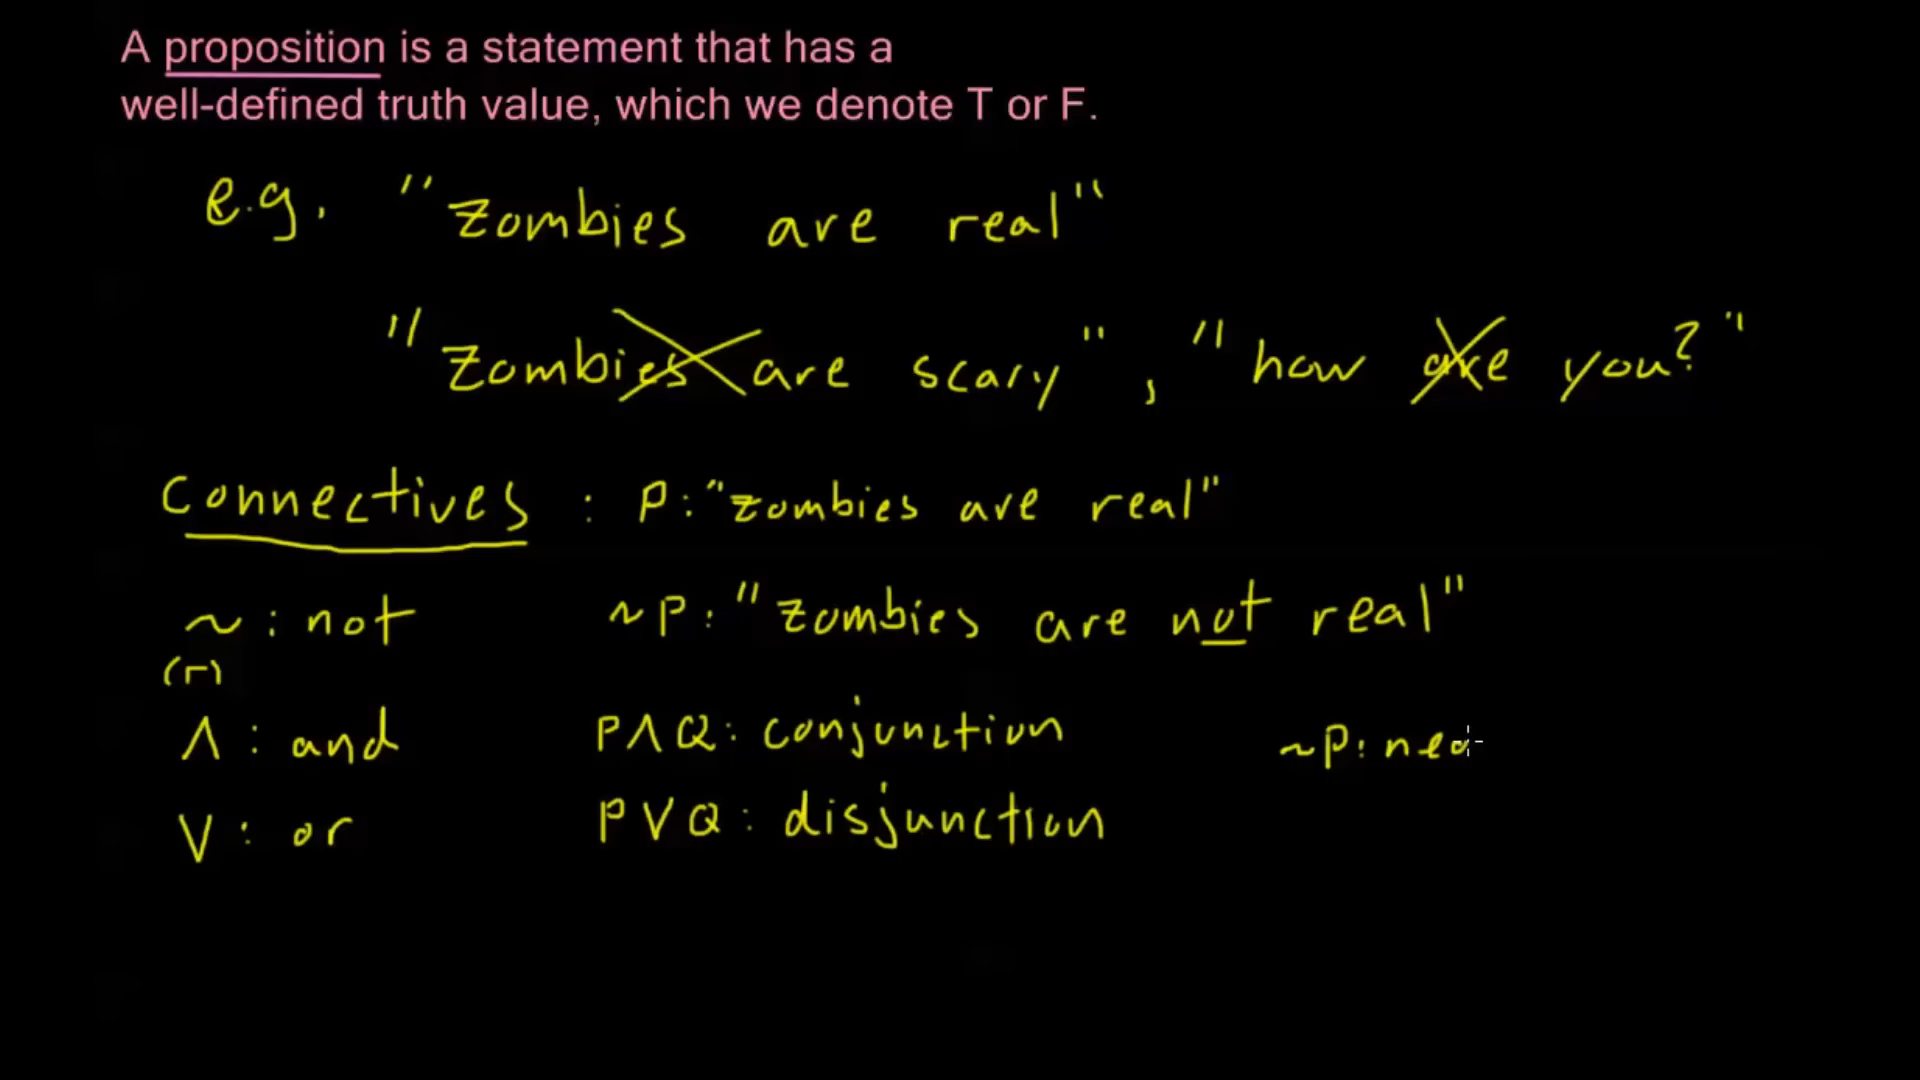 A proposition is a statement that has a
well-defined truth value, which we denote T or F.
e.g. "Zombies are real"
"Zombies are scary", "how are you?"
Connectives: P: "zombies are real"
~: not ~P: "zombies are not real"
(¬)
∧: and P∧Q: conjunction ~P: neg
∨: or P∨Q: disjunction